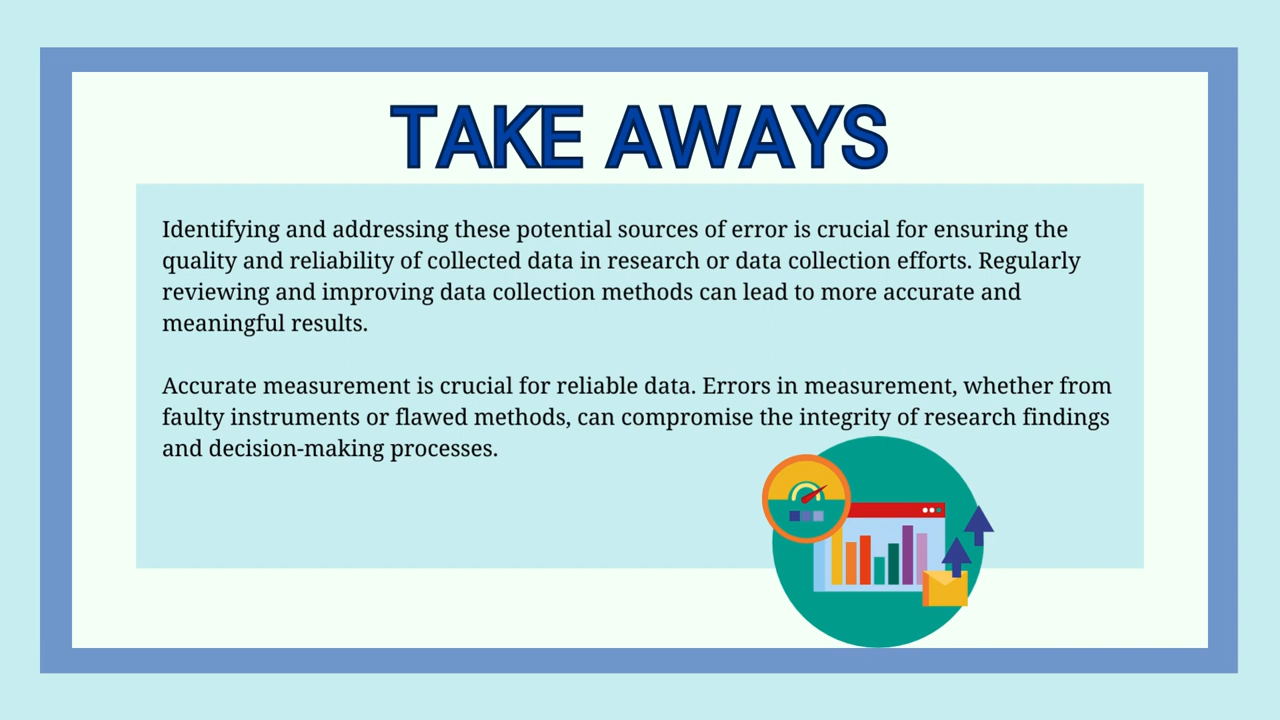 TAKE AWAYS
Identifying and addressing these potential sources of error is crucial for ensuring the
quality and reliability of collected data in research or data collection efforts. Regularly
reviewing and improving data collection methods can lead to more accurate and
meaningful results.
Accurate measurement is crucial for reliable data. Errors in measurement, whether from
faulty instruments or flawed methods, can compromise the integrity of research findings
and decision-making processes.